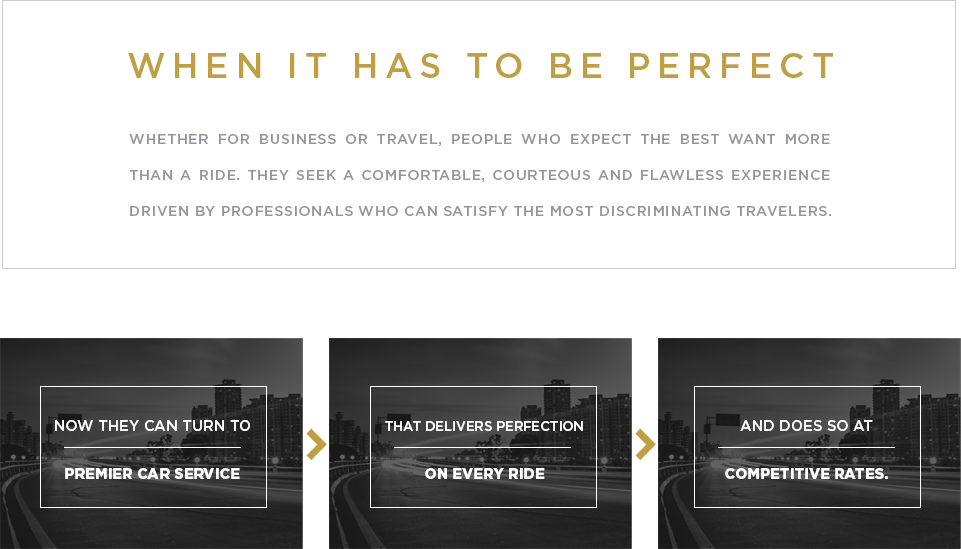 WHEN IT HAS TO BE PERFECT
WHETHER FOR BUSINESS OR TRAVEL, PEOPLE WHO EXPECT THE BEST WANT MORE
THAN A RIDE. THEY SEEK A COMFORTABLE, COURTEOUS AND FLAWLESS EXPERIENCE
DRIVEN BY PROFESSIONALS WHO CAN SATISFY THE MOST DISCRIMINATING TRAVELERS.
NOW THEY CAN TURN TO
PREMIER CAR SERVICE
THAT DELIVERS PERFECTION
ON EVERY RIDE
AND DOES SO AT
COMPETITIVE RATES.